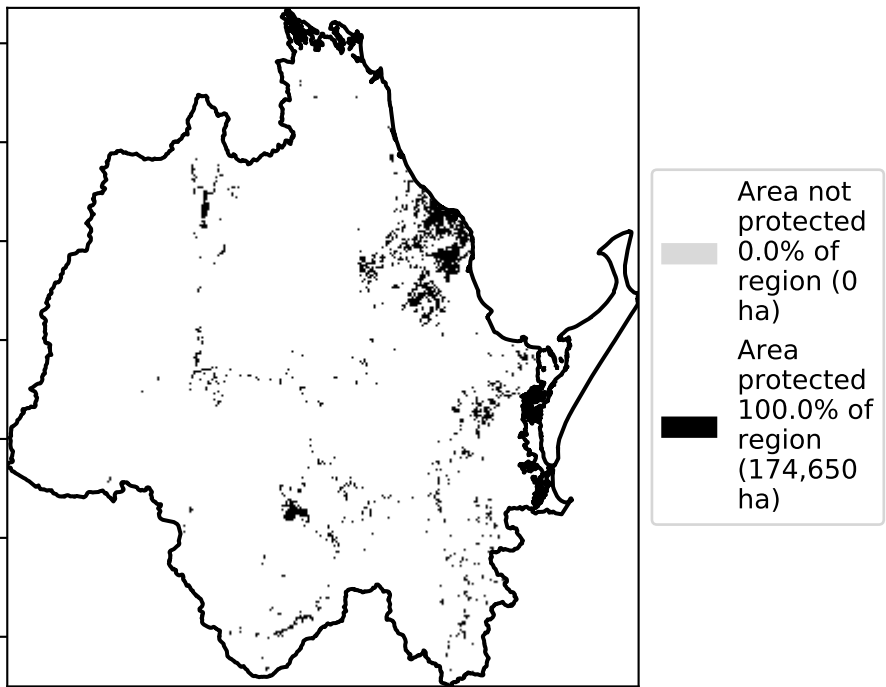 Area not
protected
0.0% of
region (0
ha)
Area
protected
100.0% of
region
(174,650
ha)